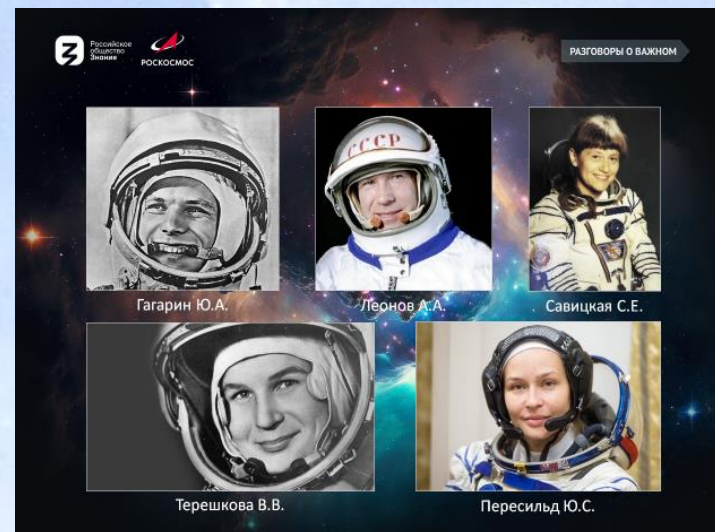 Российское
общество
Знание
РОСКОСМОС
РАЗГОВОРЫ О ВАЖНОМ
СССР
Гагарин Ю.А.
Леонов А.А.
Савицкая С.Е.
Терешкова В.В.
Пересильд Ю.С.